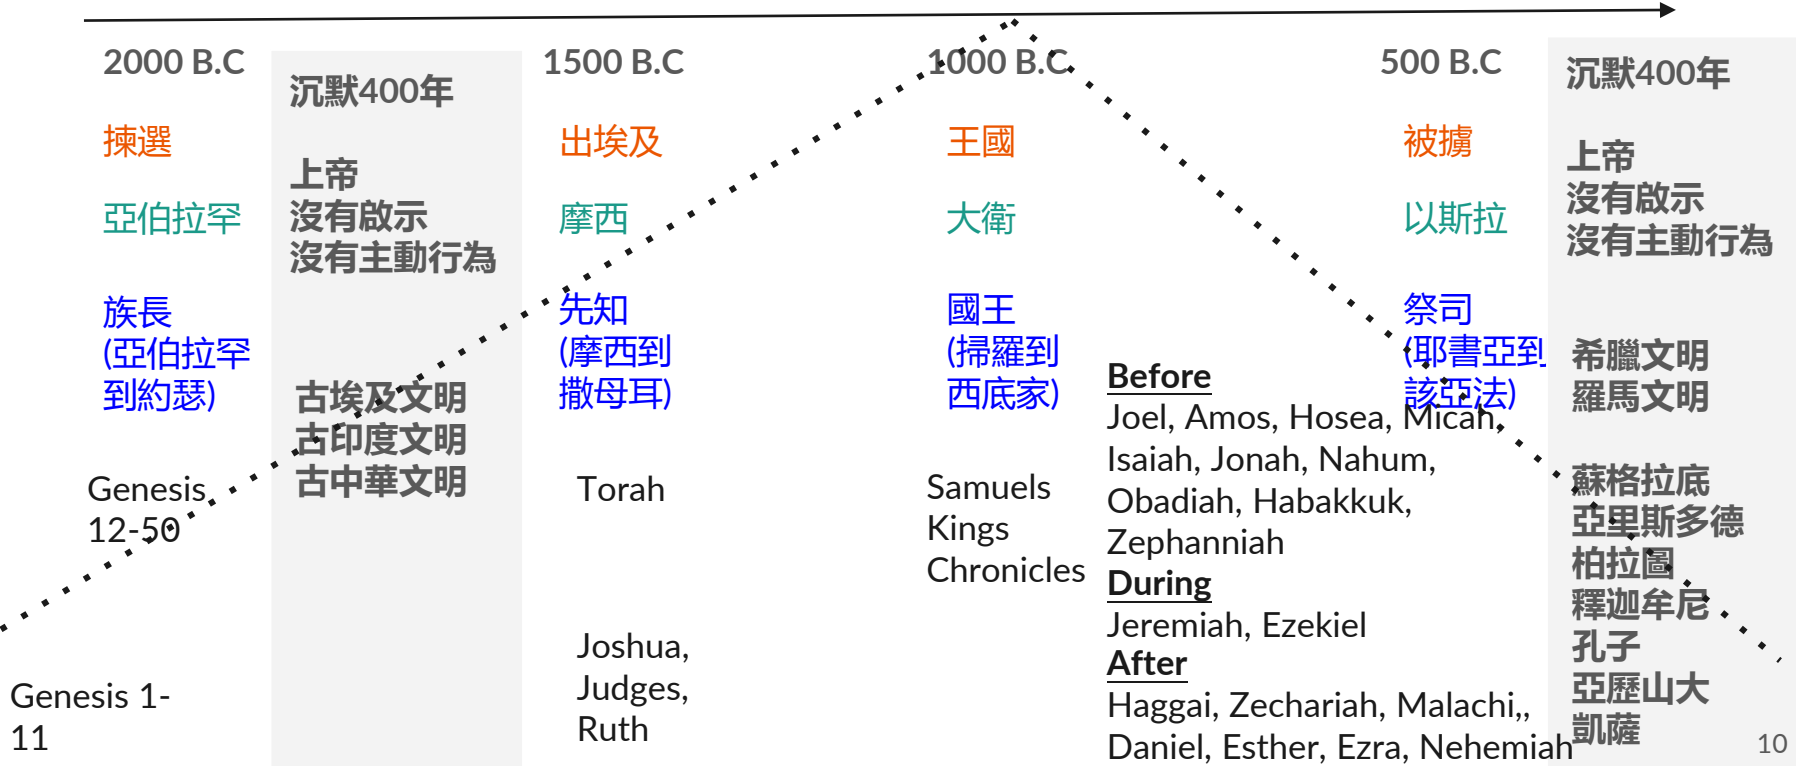 2000 B.C
揀選
亞伯拉罕
族長
(亞伯拉罕
到約瑟)
Genesis
12-50
Genesis 1-
11
沉默400年
上帝
沒有啟示
沒有主動行為
古埃及文明
古印度文明
古中華文明
1500 B.C
出埃及
摩西
先知
(摩西到
撒母耳)
Torah
Joshua,
Judges,
Ruth
1000 B.C
王國
大衛
國王
(掃羅到
西底家)
Samuels
Kings
Chronicles
Before
Joel, Amos, Hosea, Micah,
Isaiah, Jonah, Nahum,
Obadiah, Habakkuk,
Zephanniah
During
Jeremiah, Ezekiel
After
Haggai, Zechariah, Malachi,,
Daniel, Esther, Ezra, Nehemiah
500 B.C
被擄
以斯拉
祭司
(耶書亞到
該亞法)
沉默400年
上帝
沒有啟示
沒有主動行為
希臘文明
羅馬文明
蘇格拉底
亞里斯多德
柏拉圖
釋迦牟尼
孔子
亞歷山大
凱薩
10